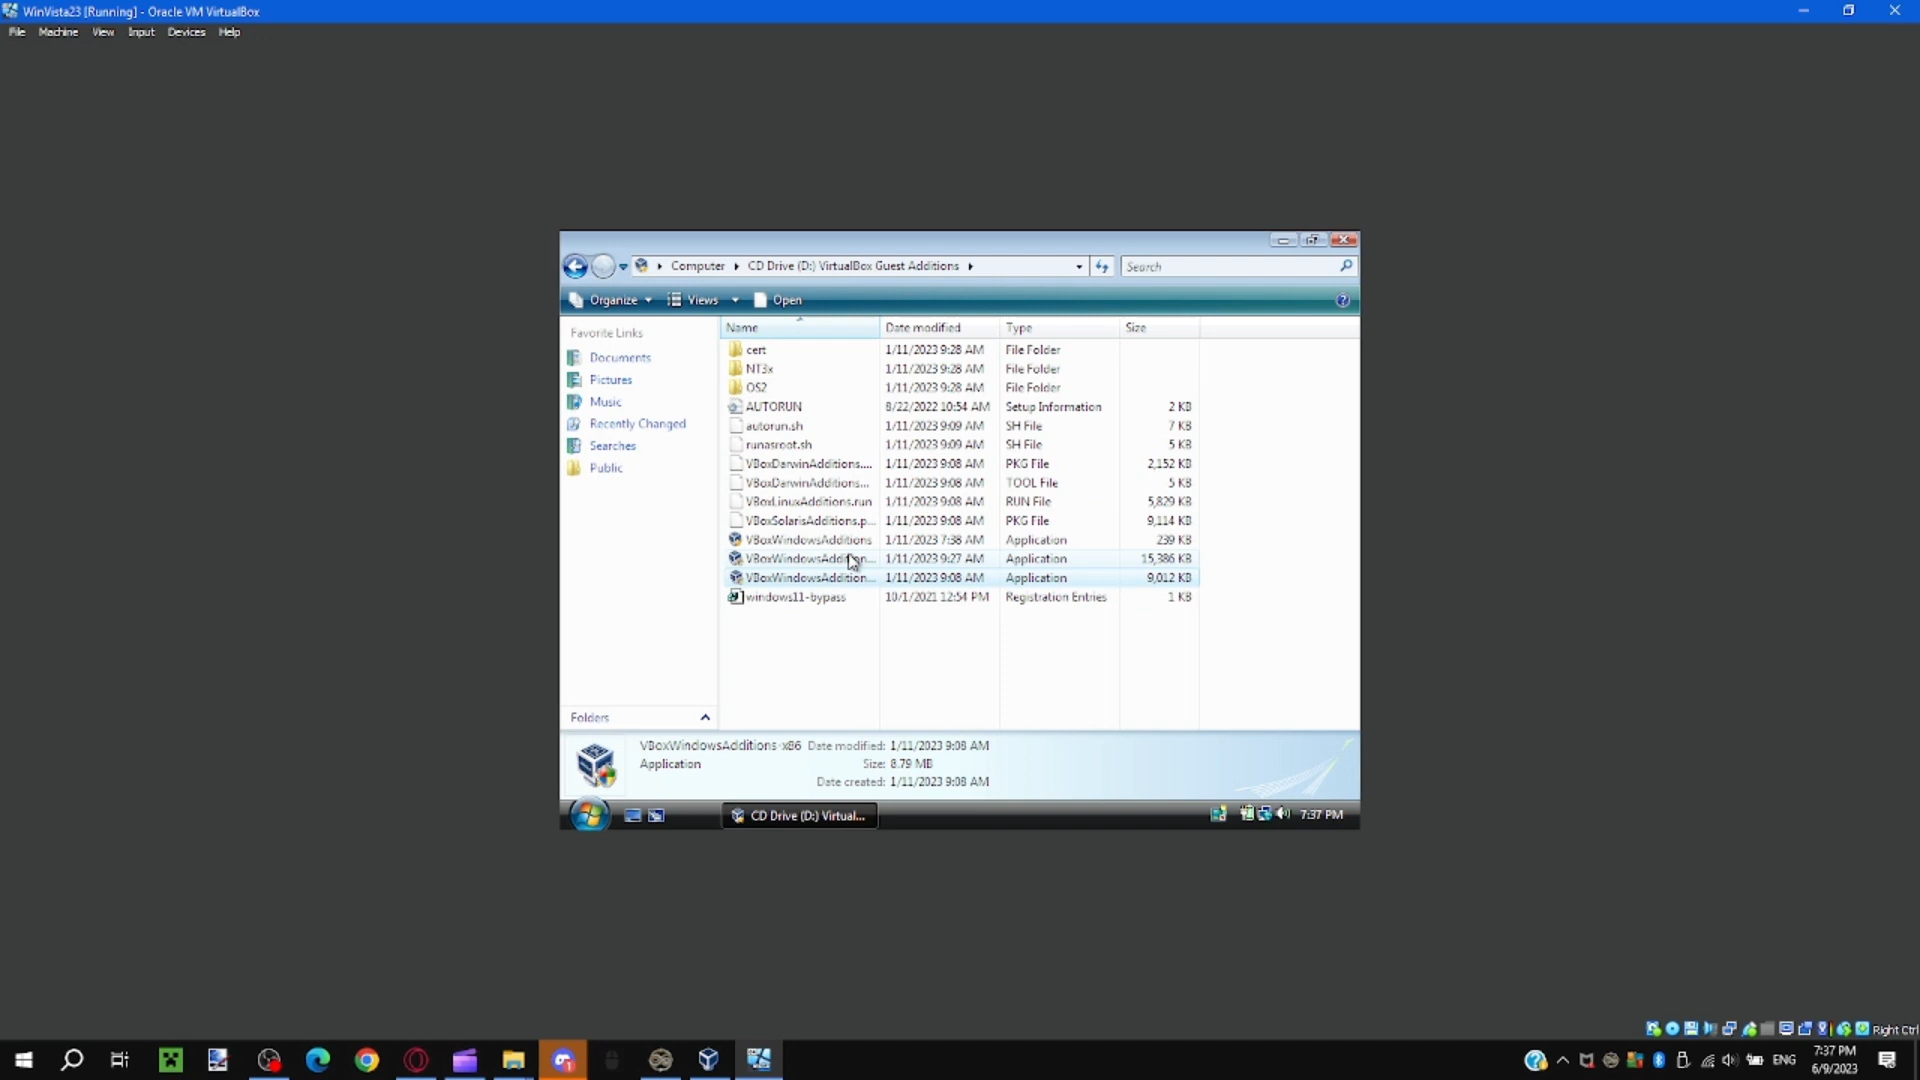 WinVista23 [Running] - Oracle VM VirtualBox
File Machine View Input Devices Help
Computer CD Drive (D:) VirtualBox Guest Additions Search
Organize Views Open
Favorite Links
Documents
Pictures
Music
Recently Changed
Searches
Public
Folders
Name Date modified Type Size
cert 1/11/2023 9:28 AM File Folder
NT3x 1/11/2023 9:28 AM File Folder
OS2 1/11/2023 9:28 AM File Folder
AUTORUN 8/22/2022 10:54 AM Setup Information 2 KB
autorun.sh 1/11/2023 9:09 AM SH File 7 KB
runasroot.sh 1/11/2023 9:09 AM SH File 5 KB
VBoxDarwinAdditions.... 1/11/2023 9:08 AM PKG File 2,152 KB
VBoxDarwinAdditions... 1/11/2023 9:08 AM TOOL File 5 KB
VBoxLinuxAdditions.run 1/11/2023 9:08 AM RUN File 5,829 KB
VBoxSolarisAdditions.p... 1/11/2023 9:08 AM PKG File 9,114 KB
VBoxWindowsAdditions 1/11/2023 7:38 AM Application 239 KB
VBoxWindowsAddition... 1/11/2023 9:27 AM Application 15,386 KB
VBoxWindowsAddition... 1/11/2023 9:08 AM Application 9,012 KB
windows11-bypass 10/1/2021 12:54 PM Registration Entries 1 KB
VBoxWindowsAdditions-x86 Date modified: 1/11/2023 9:08 AM
Application Size: 8.79 MB
Date created: 1/11/2023 9:08 AM
CD Drive (D:) Virtual... 7:37 PM
Right Ctrl
ENG 7:37 PM
6/9/2023